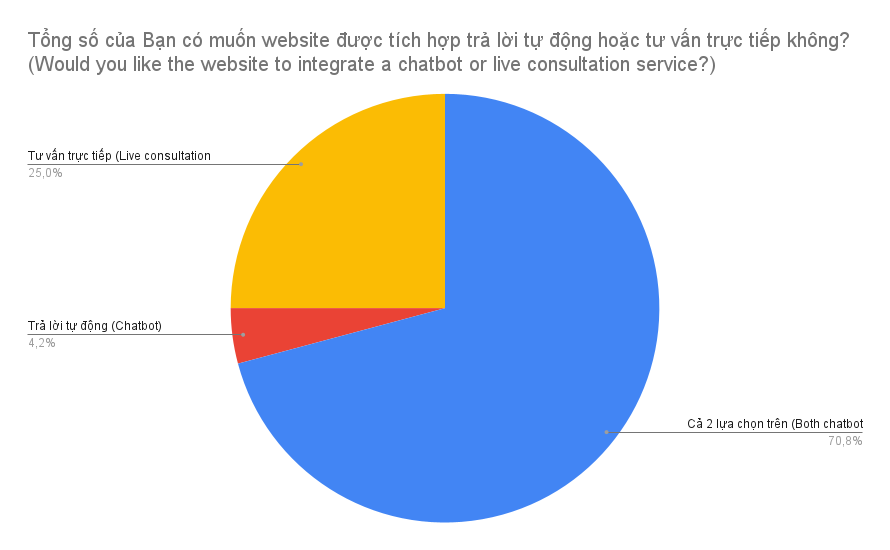 Tổng số của Bạn có muốn website được tích hợp trả lời tự động hoặc tư vấn trực tiếp không?
(Would you like the website to integrate a chatbot or live consultation service?)
Tư vấn trực tiếp (Live consultation
25,0%
Trả lời tự động (Chatbot)
4,2%
Cả 2 lựa chọn trên (Both chatbot
70,8%